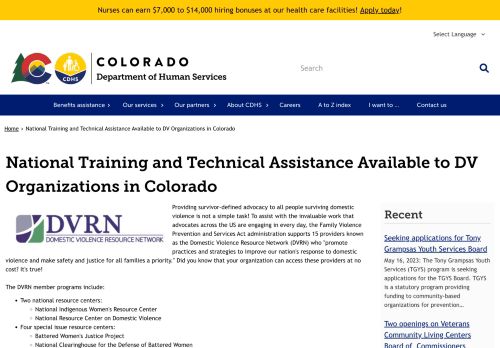 Nurses can earn $7,000 to $14,000 hiring bonuses at our health care facilities! Apply today!
Select Language
CDHS
COLORADO
Department of Human Services
Search
Benefits assistance
Our services
Our partners
About CDHS
Careers
A to Z index
I want to ...
Contact us
Home › National Training and Technical Assistance Available to DV Organizations in Colorado
National Training and Technical Assistance Available to DV
Organizations in Colorado
DVRN
DOMESTIC VIOLENCE RESOURCE NETWORK
Providing survivor-defined advocacy to all people surviving domestic
violence is not a simple task! To assist with the invaluable work that
advocates across the US are engaging in every day, the Family Violence
Prevention and Services Act administration supports 15 providers known
as the Domestic Violence Resource Network (DVRN) who "promote
practices and strategies to improve our nation's response to domestic
violence and make safety and justice for all families a priority." Did you know that your organization can access these providers at no
cost? It's true!
The DVRN member programs include:
• Two national resource centers:
National Indigenous Women's Resource Center
National Resource Center on Domestic Violence
• Four special issue resource centers:
Battered Women's Justice Project
National Clearinghouse for the Defense of Battered Women
Recent
Seeking applications for Tony
Grampsas Youth Services Board
May 16, 2023: The Tony Grampsas Youth
Services (TGYS) program is seeking
applications for the TGYS Board. TGYS
is a statutory program providing
funding to community-based
organizations for prevention...
Two openings on Veterans
Community Living Centers
Board of Commissioners